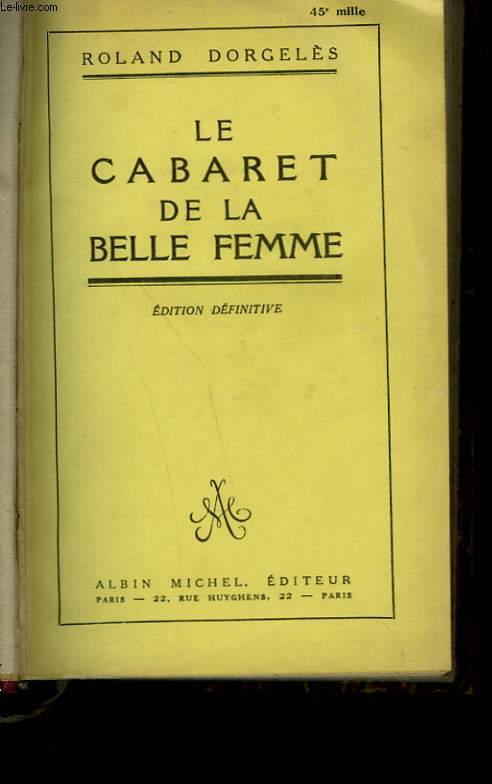 Le-livre.com
45e mille
ROLAND DORGELÈS
LE
CABARET
DE LA
BELLE FEMME
ÉDITION DÉFINITIVE
AM
ALBIN MICHEL, ÉDITEUR
PARIS — 22, RUE HUYGHENS, 22 — PARIS